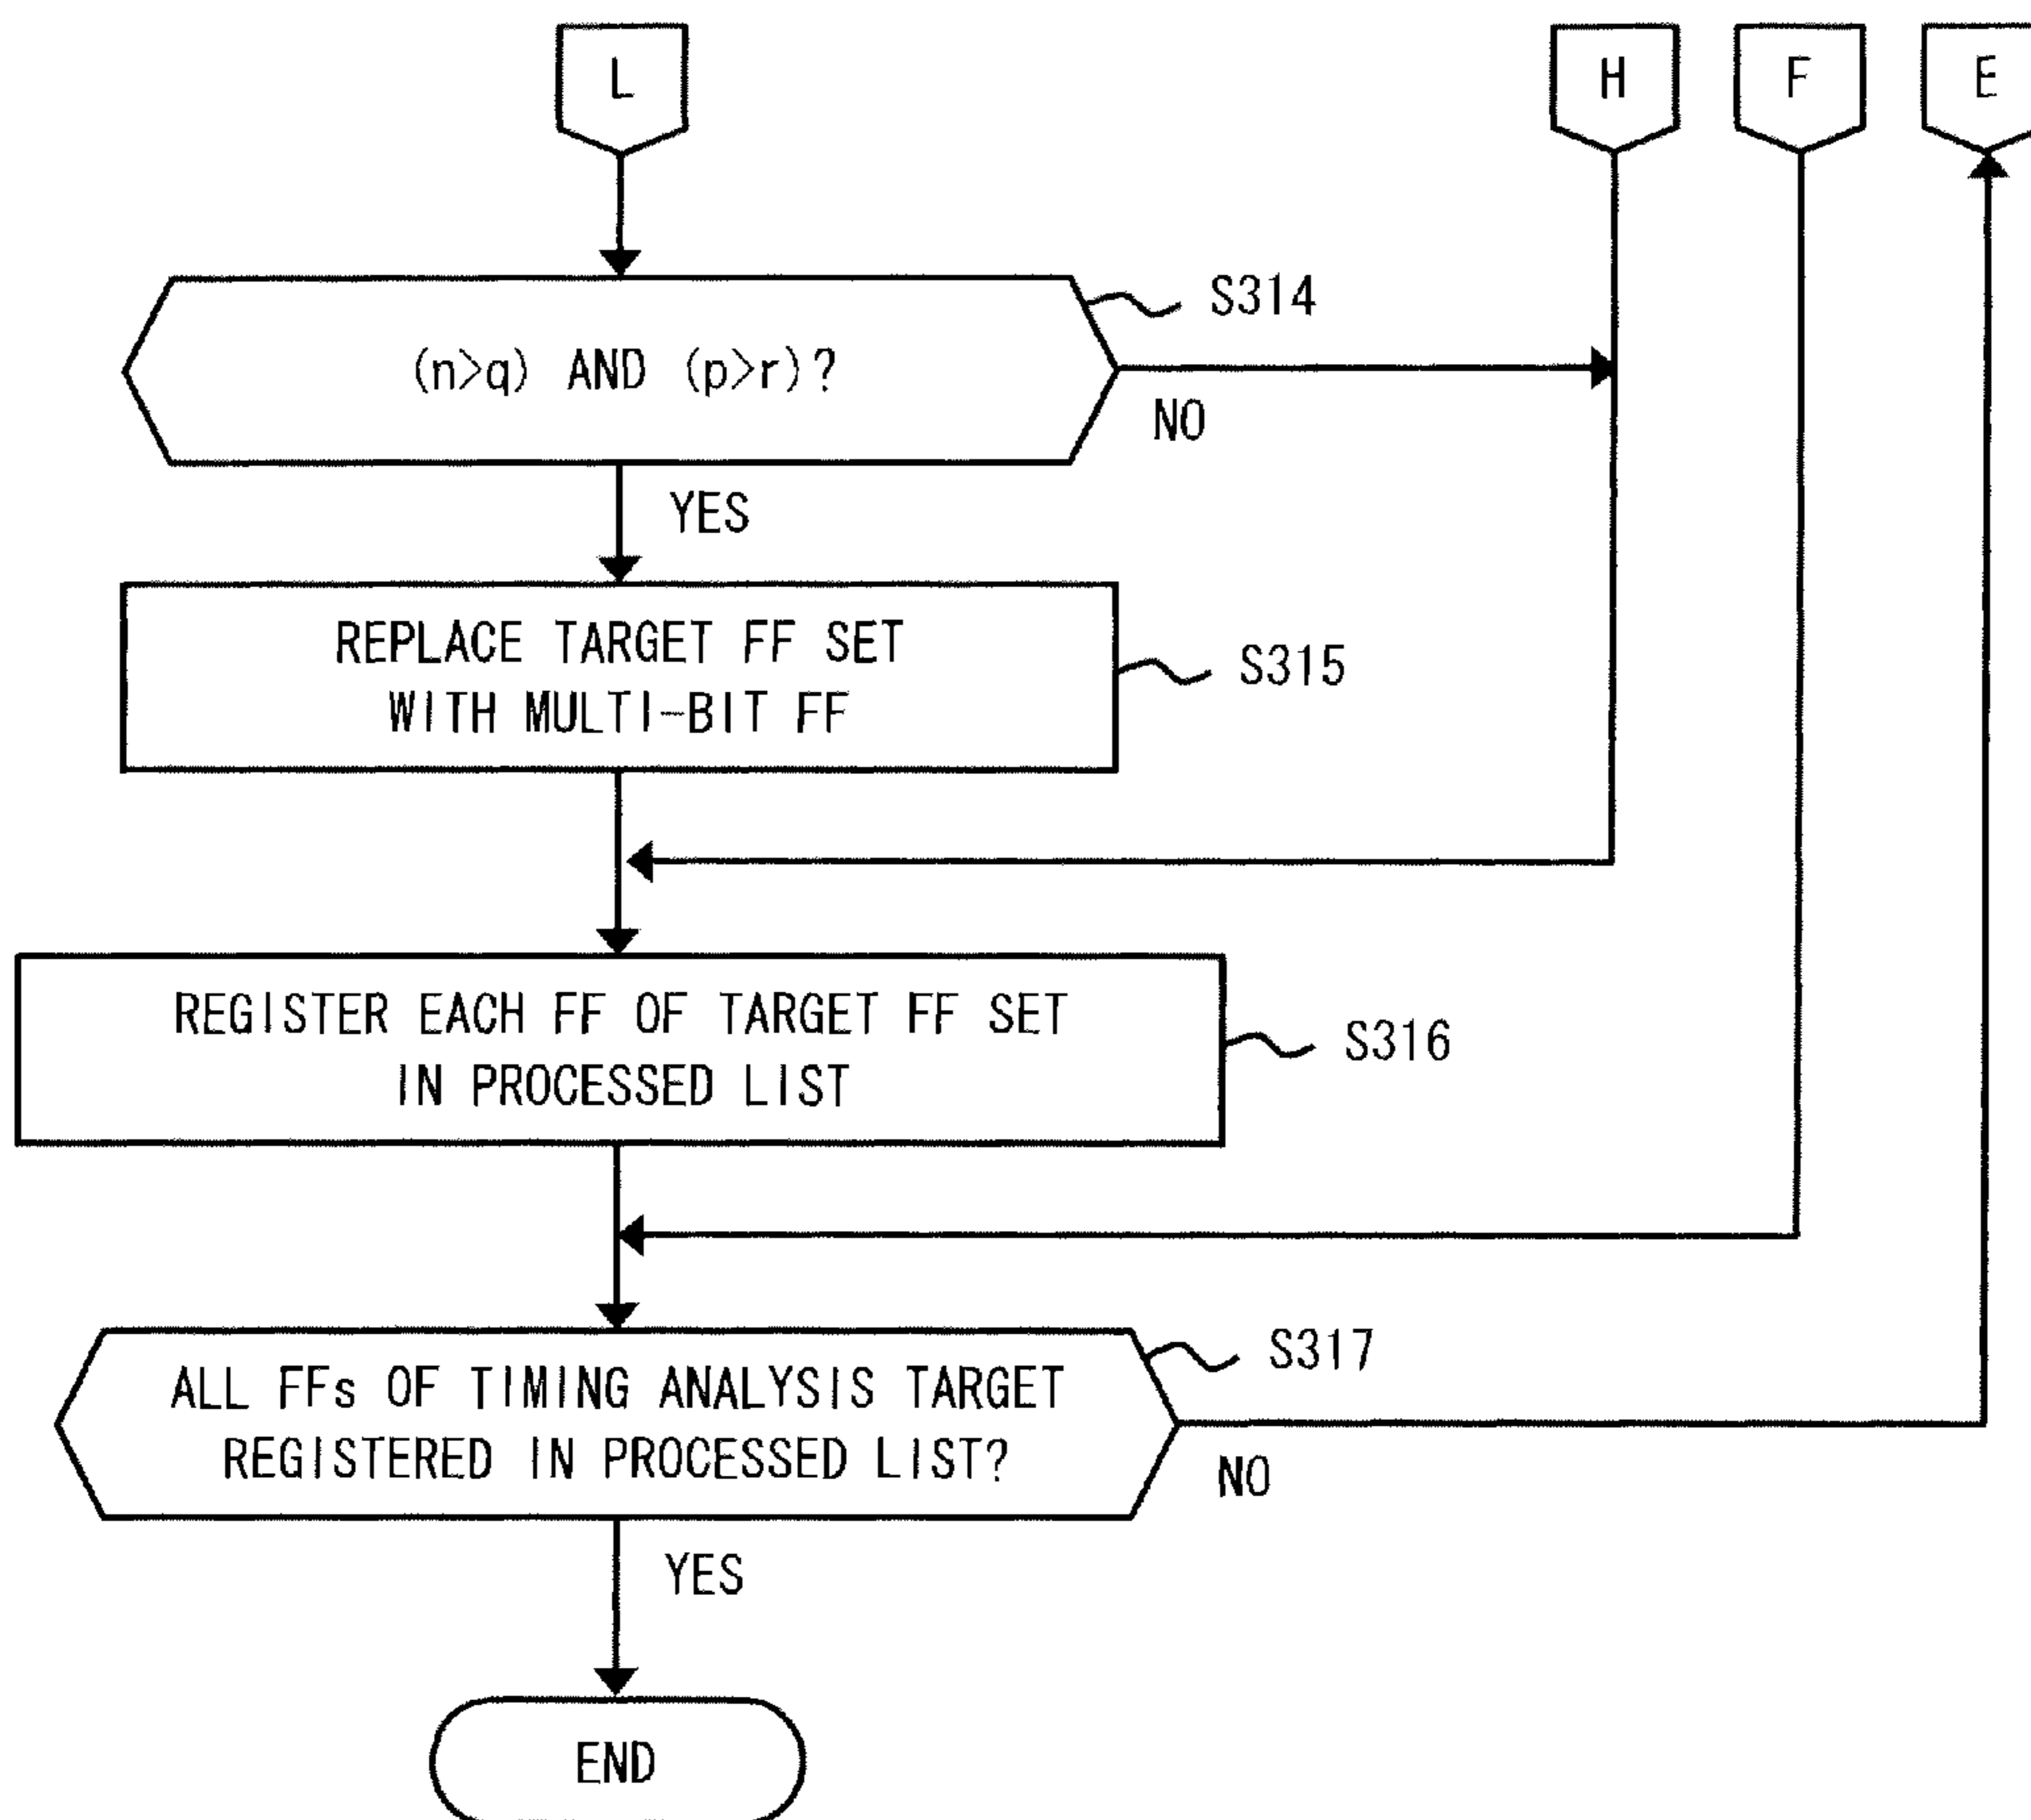 L
H
F
E
S314
(n>q) AND (p>r)?
NO
YES
REPLACE TARGET FF SET
WITH MULTI-BIT FF
S315
REGISTER EACH FF OF TARGET FF SET
IN PROCESSED LIST
S316
S317
ALL FFs OF TIMING ANALYSIS TARGET
REGISTERED IN PROCESSED LIST?
NO
YES
END